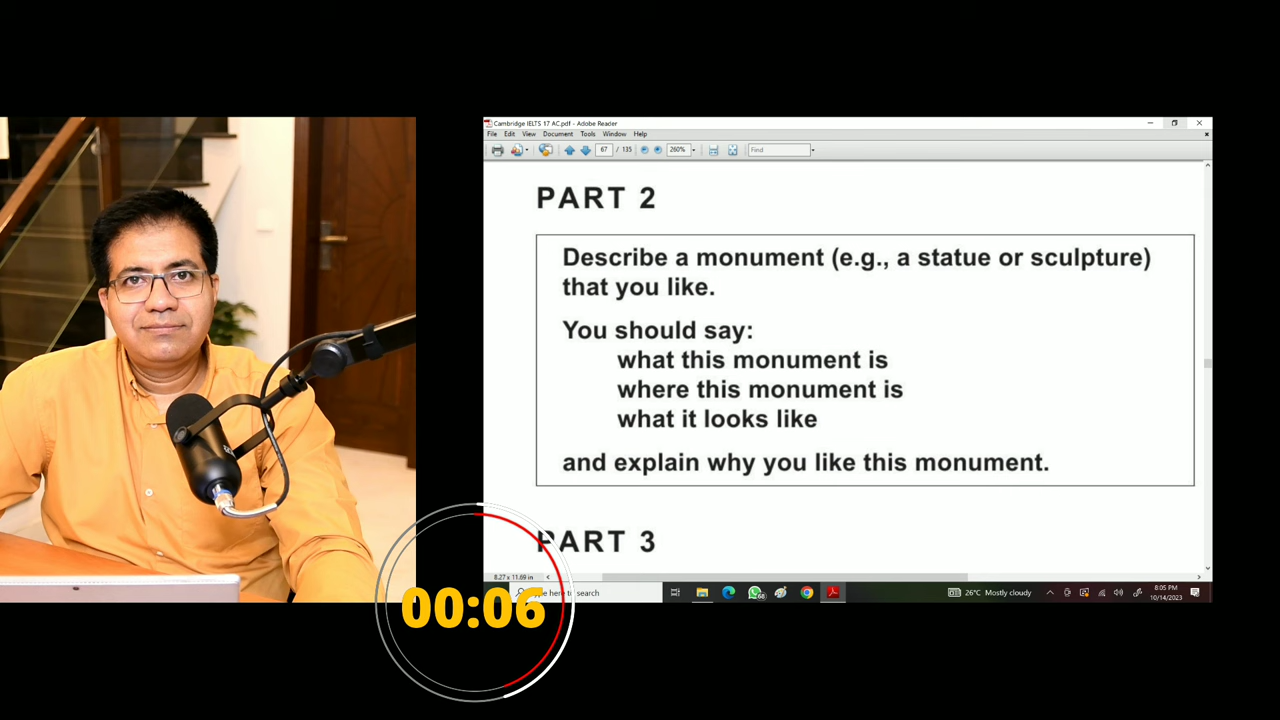 Cambridge IELTS 17 AC.pdf - Adobe Reader
File Edit View Document Tools Window Help
67 / 135 260% Find
PART 2
Describe a monument (e.g., a statue or sculpture)
that you like.
You should say:
what this monument is
where this monument is
what it looks like
and explain why you like this monument.
PART 3
8.27 x 11.69 in
here to search
26°C Mostly cloudy
8:05 PM
10/14/2023
00:06